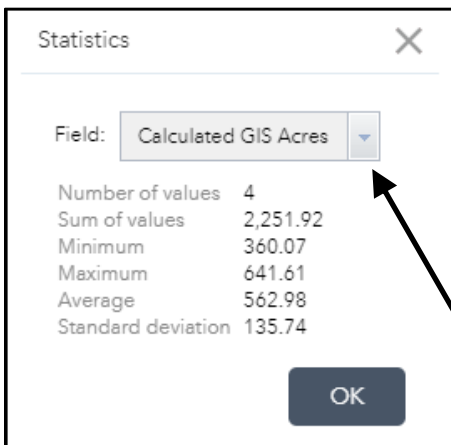 Statistics
Field: Calculated GIS Acres
Number of values 4
Sum of values 2,251.92
Minimum 360.07
Maximum 641.61
Average 562.98
Standard deviation 135.74
OK